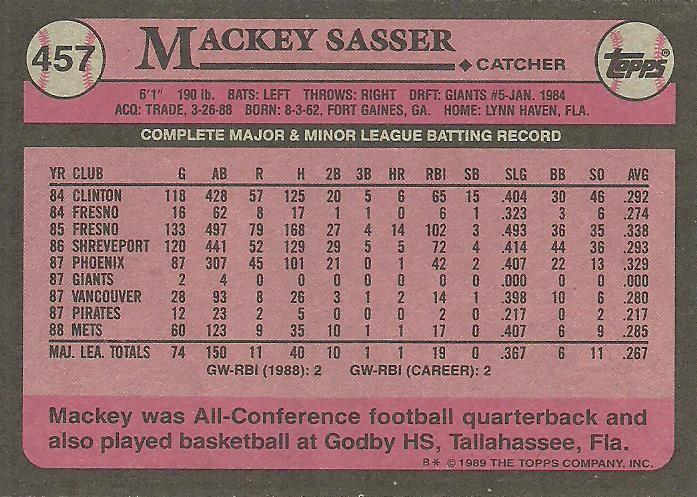 457
MACKEY SASSER
CATCHER
TOPPS
6'1" 190 lb. BATS: LEFT THROWS: RIGHT DRFT: GIANTS #5-JAN. 1984
ACQ: TRADE, 3-26-88 BORN: 8-3-62, FORT GAINES, GA. HOME: LYNN HAVEN, FLA.
COMPLETE MAJOR & MINOR LEAGUE BATTING RECORD
YR CLUB G AB R H 2B 3B HR RBI SB SLG BB SO AVG
84 CLINTON 118 428 57 125 20 5 6 65 15 .404 30 46 .292
84 FRESNO 16 62 8 17 1 1 0 6 1 .323 3 6 .274
85 FRESNO 133 497 79 168 27 4 14 102 3 .493 36 35 .338
86 SHREVEPORT 120 441 52 129 29 5 5 72 4 .414 44 36 .293
87 PHOENIX 87 307 45 101 21 0 1 42 2 .407 22 13 .329
87 GIANTS 2 4 0 0 0 0 0 0 0 .000 0 0 .000
87 VANCOUVER 28 93 8 26 3 1 2 14 1 .398 10 6 .280
87 PIRATES 12 23 2 5 0 0 0 2 0 .217 0 2 .217
88 METS 60 123 9 35 10 1 1 17 0 .407 6 9 .285
MAJ. LEA. TOTALS 74 150 11 40 10 1 1 19 0 .367 6 11 .267
GW-RBI (1988): 2 GW-RBI (CAREER): 2
Mackey was All-Conference football quarterback and
also played basketball at Godby HS, Tallahassee, Fla.
B* © 1989 THE TOPPS COMPANY, INC.